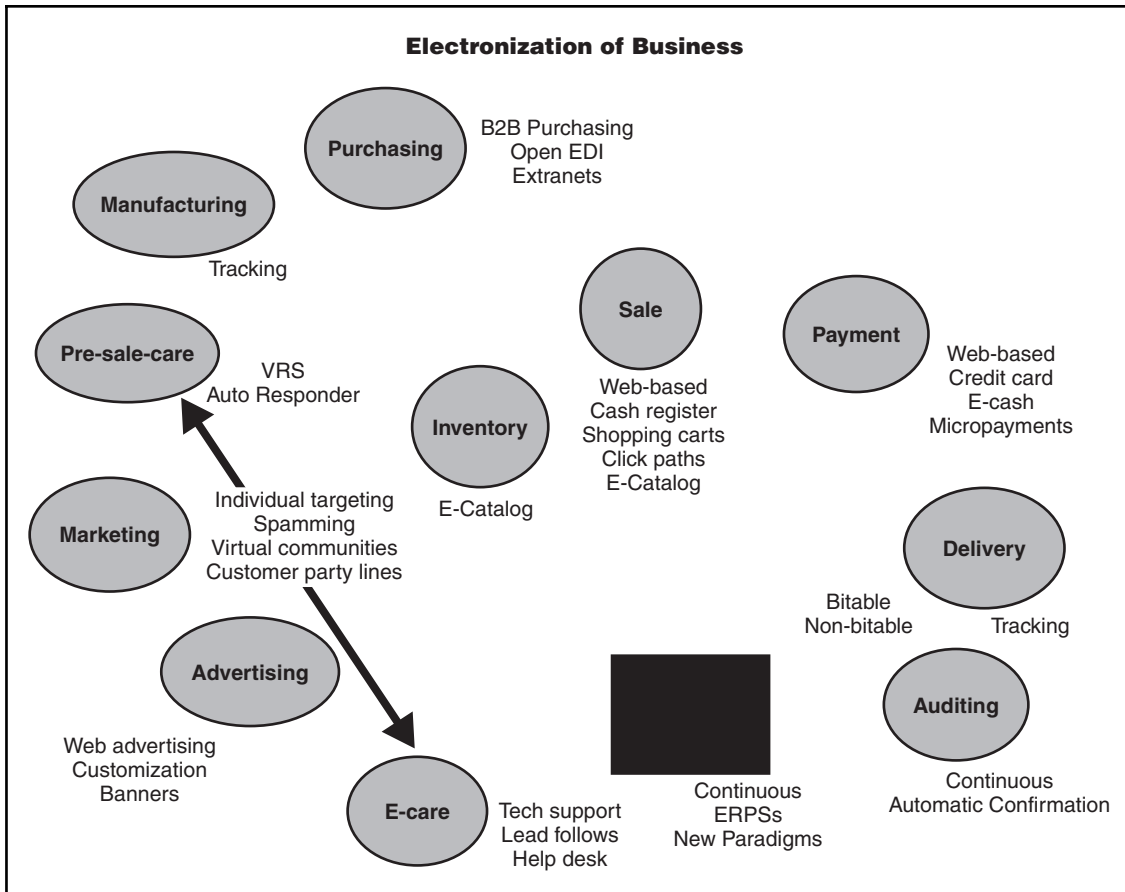 Electronization of Business
Purchasing
B2B Purchasing
Open EDI
Extranets
Manufacturing
Tracking
Sale
Web-based
Cash register
Shopping carts
Click paths
E-Catalog
Payment
Web-based
Credit card
E-cash
Micropayments
Pre-sale-care
VRS
Auto Responder
Inventory
E-Catalog
Marketing
Individual targeting
Spamming
Virtual communities
Customer party lines
Delivery
Bitable
Non-bitable
Tracking
Advertising
Web advertising
Customization
Banners
Auditing
Continuous
Automatic Confirmation
E-care
Tech support
Lead follows
Help desk
Continuous
ERPSs
New Paradigms